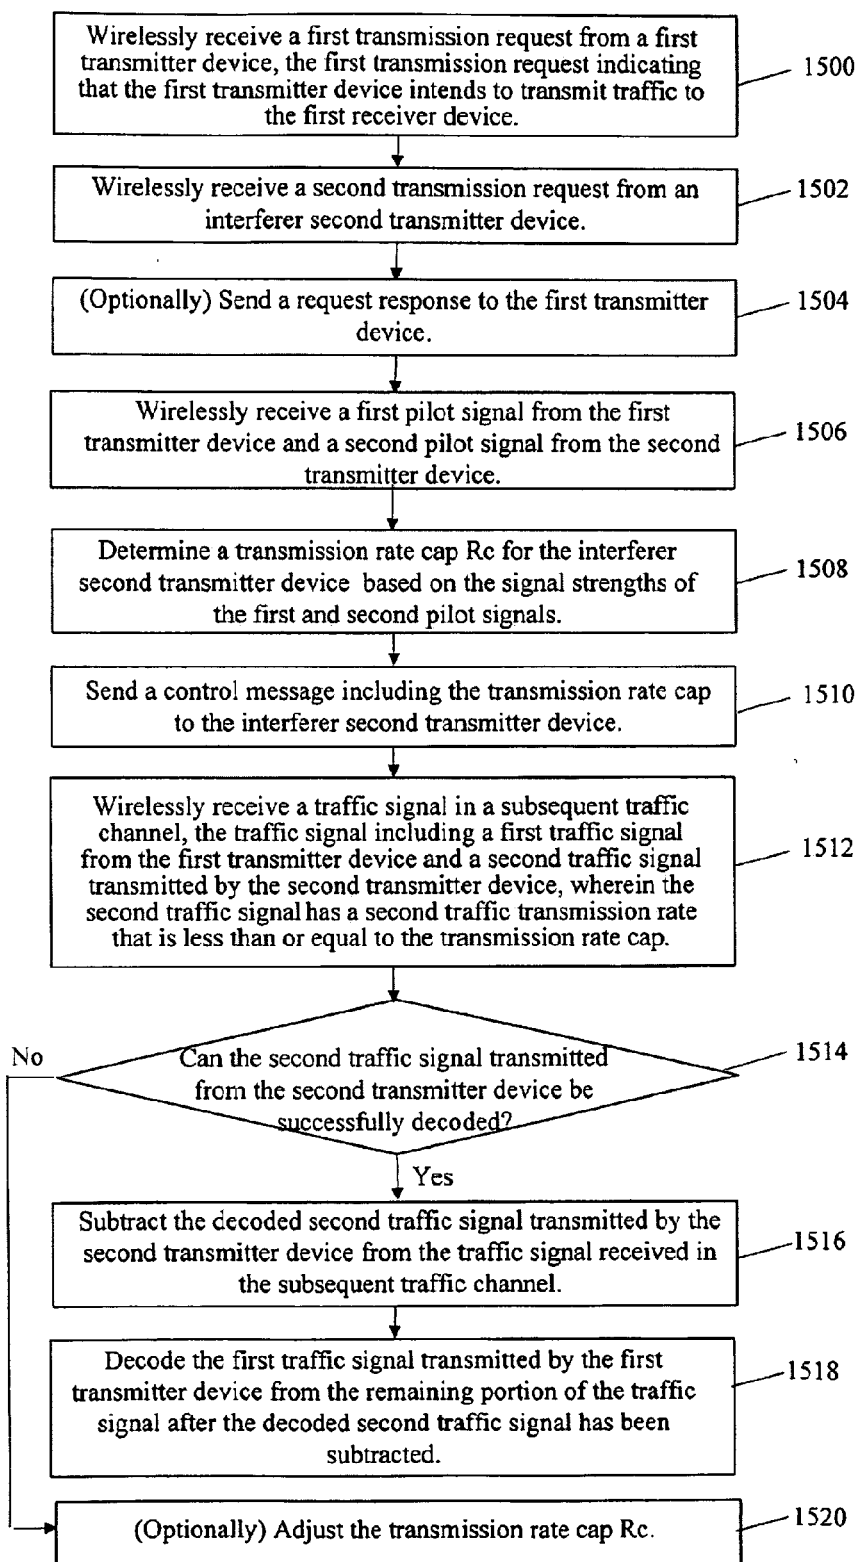 Wirelessly receive a first transmission request from a first
transmitter device, the first transmission request indicating
that the first transmitter device intends to transmit traffic to
the first receiver device.
1500
Wirelessly receive a second transmission request from an
interferer second transmitter device.
1502
(Optionally) Send a request response to the first transmitter
device.
1504
Wirelessly receive a first pilot signal from the first
transmitter device and a second pilot signal from the second
transmitter device.
1506
Determine a transmission rate cap Rc for the interferer
second transmitter device based on the signal strengths of
the first and second pilot signals.
1508
Send a control message including the transmission rate cap
to the interferer second transmitter device.
1510
Wirelessly receive a traffic signal in a subsequent traffic
channel, the traffic signal including a first traffic signal
from the first transmitter device and a second traffic signal
transmitted by the second transmitter device, wherein the
second traffic signal has a second traffic transmission rate
that is less than or equal to the transmission rate cap.
1512
No
Can the second traffic signal transmitted
from the second transmitter device be
successfully decoded?
1514
Yes
Subtract the decoded second traffic signal transmitted by the
second transmitter device from the traffic signal received in
the subsequent traffic channel.
1516
Decode the first traffic signal transmitted by the first
transmitter device from the remaining portion of the traffic
signal after the decoded second traffic signal has been
subtracted.
1518
(Optionally) Adjust the transmission rate cap Rc.
1520